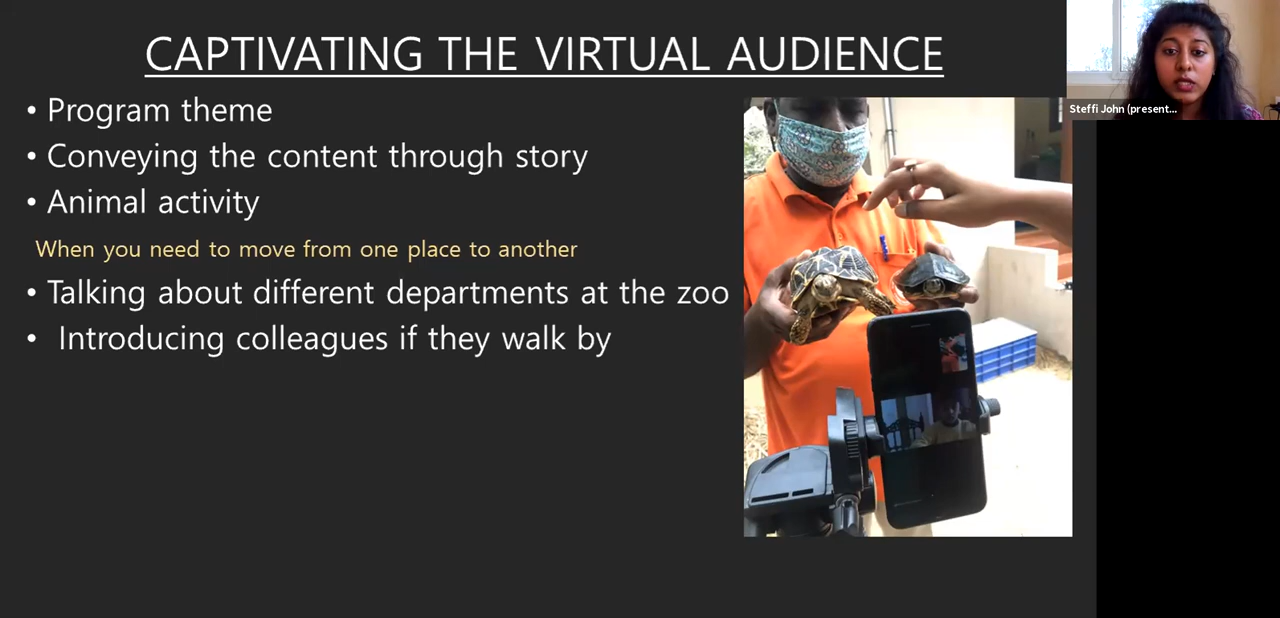 CAPTIVATING THE VIRTUAL AUDIENCE
• Program theme
• Conveying the content through story
• Animal activity
When you need to move from one place to another
• Talking about different departments at the zoo
• Introducing colleagues if they walk by
Steffi John (present...